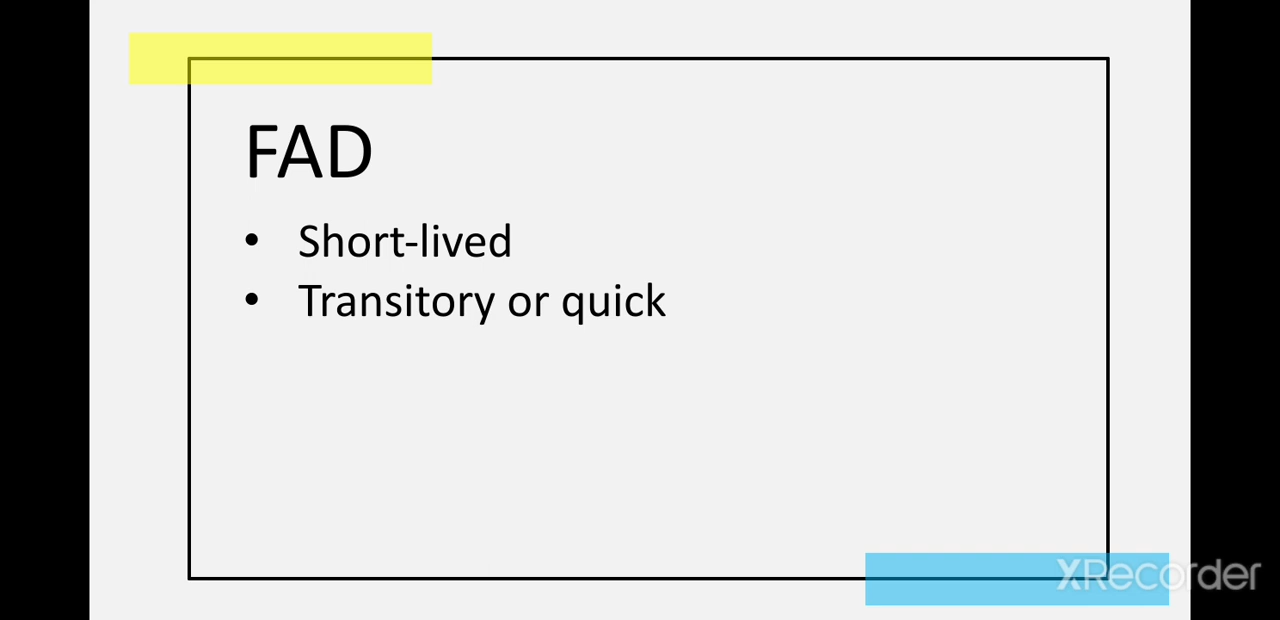 FAD
• Short-lived
• Transitory or quick
XRecorder